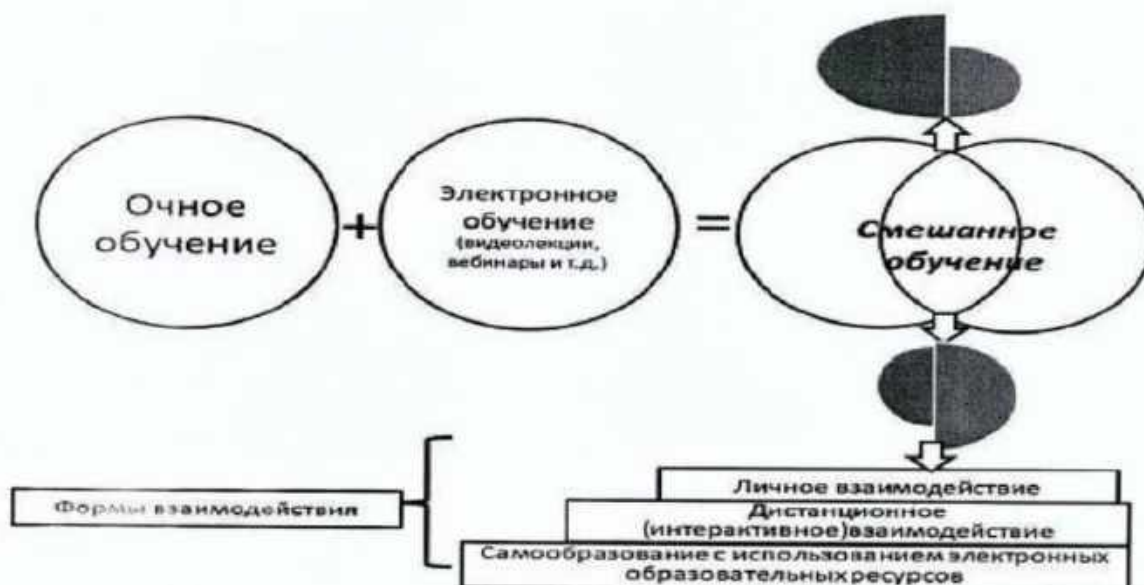 Очное
обучение
+
Электронное
обучение
(видеолекции,
вебинары и т.д.)
=
Смешанное
обучение
Формы взаимодействия
Личное взаимодействие
Дистанционное
(интерактивное)взаимодействие
Самообразование с использованием электронных
образовательных ресурсов